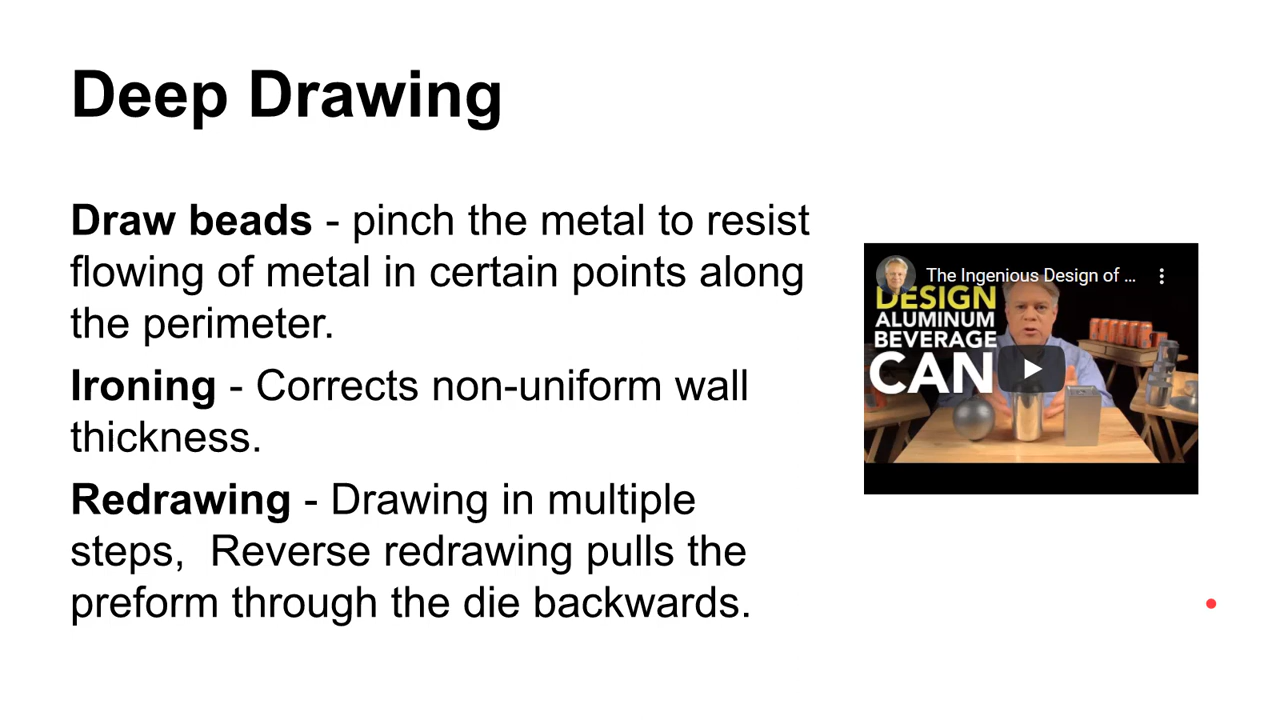 Deep Drawing
Draw beads - pinch the metal to resist
flowing of metal in certain points along
the perimeter.
Ironing - Corrects non-uniform wall
thickness.
Redrawing - Drawing in multiple
steps,  Reverse redrawing pulls the
preform through the die backwards.
The Ingenious Design of ...
DESIGN
ALUMINUM
BEVERAGE
CAN